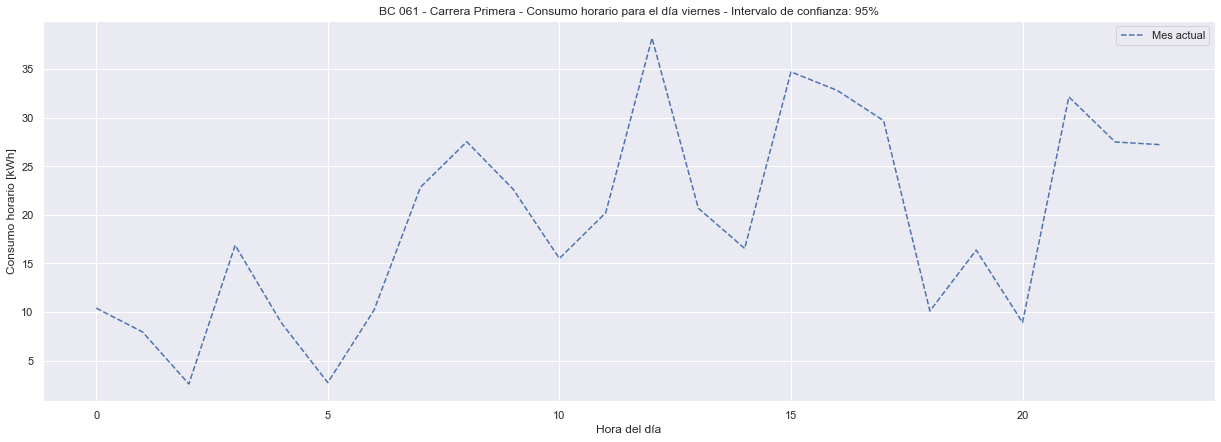 BC 061 - Carrera Primera - Consumo horario para el día viernes - Intervalo de confianza: 95%
Mes actual
Consumo horario [kWh]
35
30
25
20
15
10
5
0 5 10 15 20
Hora del día